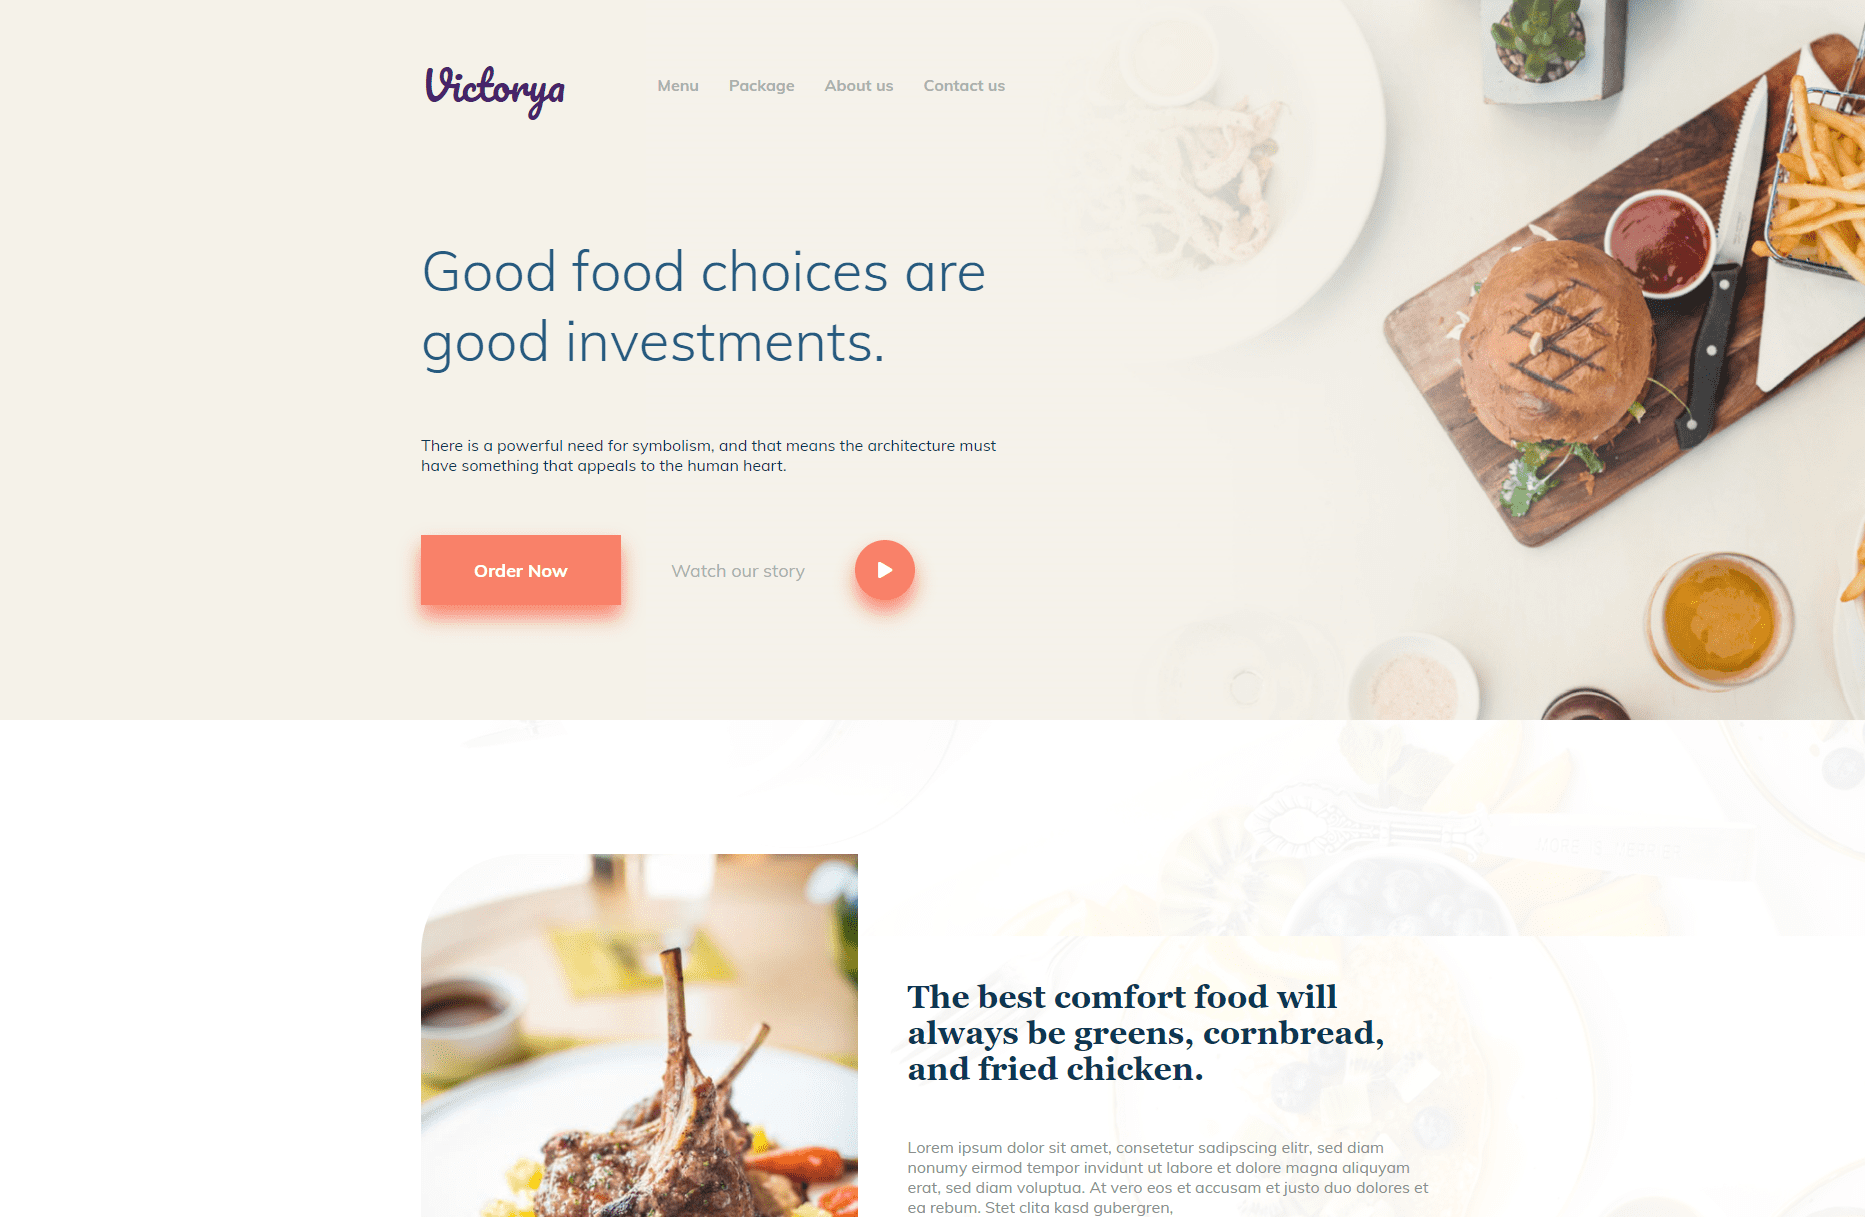 Victorya
Menu Package About us Contact us
Good food choices are
good investments.
There is a powerful need for symbolism, and that means the architecture must
have something that appeals to the human heart.
Order Now Watch our story
The best comfort food will
always be greens, cornbread,
and fried chicken.
Lorem ipsum dolor sit amet, consetetur sadipscing elitr, sed diam
nonumy eirmod tempor invidunt ut labore et dolore magna aliquyam
erat, sed diam voluptua. At vero eos et accusam et justo duo dolores et
ea rebum. Stet clita kasd gubergren,